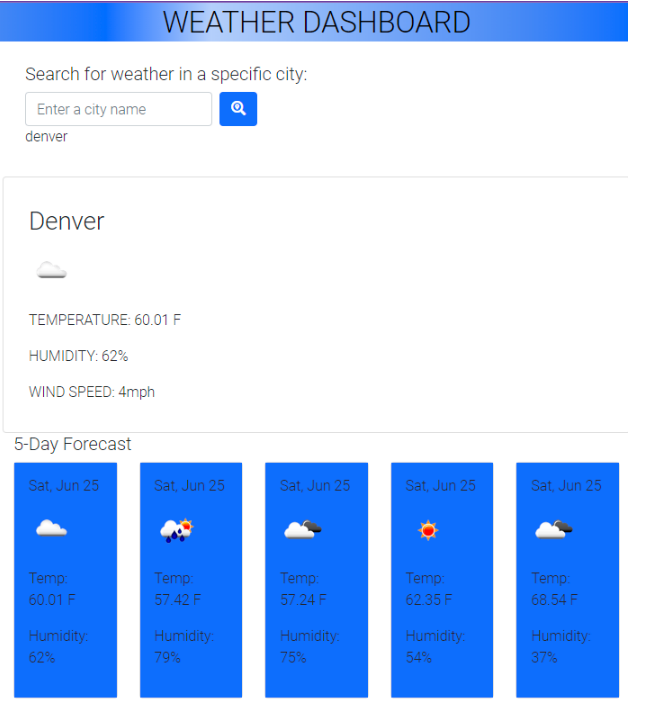 WEATHER DASHBOARD
Search for weather in a specific city:
Enter a city name
denver
Denver
TEMPERATURE: 60.01 F
HUMIDITY: 62%
WIND SPEED: 4mph
5-Day Forecast
Sat, Jun 25
Temp:
60.01 F
Humidity:
62%
Sat, Jun 25
Temp:
57.42 F
Humidity:
79%
Sat, Jun 25
Temp:
57.24 F
Humidity:
75%
Sat, Jun 25
Temp:
62.35 F
Humidity:
54%
Sat, Jun 25
Temp:
68.54 F
Humidity:
37%